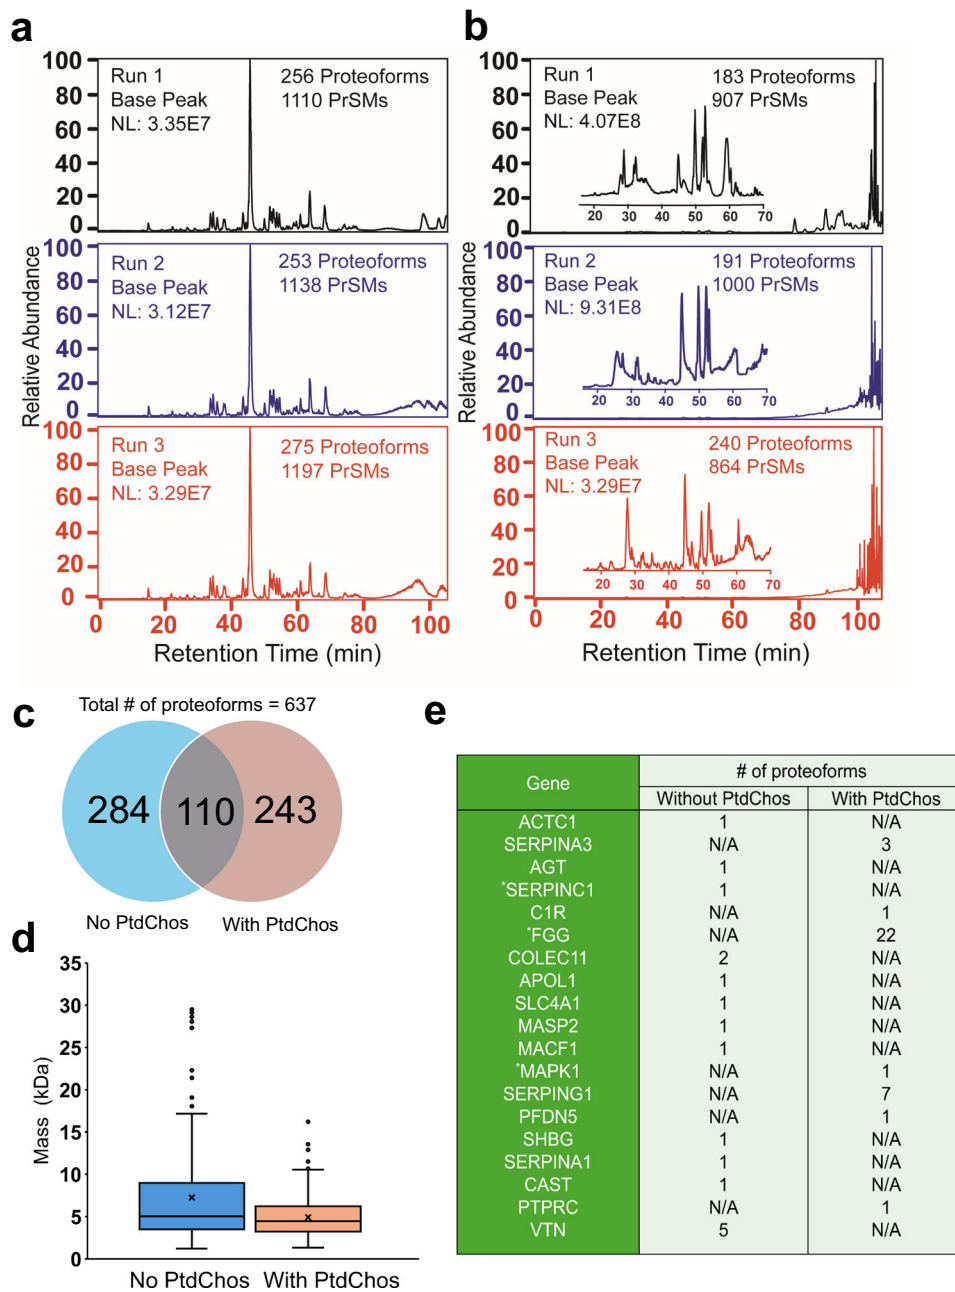 a
100
80
60
40
20
0
Run 1
Base Peak
NL: 3.35E7
256 Proteoforms
1110 PrSMs
100
80
60
40
20
0
Run 2
Base Peak
NL: 3.12E7
253 Proteoforms
1138 PrSMs
100
80
60
40
20
0
Run 3
Base Peak
NL: 3.29E7
275 Proteoforms
1197 PrSMs
Relative Abundance
0 20 40 60 80 100
Retention Time (min)
b
100
80
60
40
20
0
Run 1
Base Peak
NL: 4.07E8
183 Proteoforms
907 PrSMs
20 30 40 50 60 70
100
80
60
40
20
0
Run 2
Base Peak
NL: 9.31E8
191 Proteoforms
1000 PrSMs
20 30 40 50 60 70
100
80
60
40
20
0
Run 3
Base Peak
NL: 3.29E7
240 Proteoforms
864 PrSMs
20 30 40 50 60 70
Relative Abundance
0 20 40 60 80 100
Retention Time (min)
c
Total # of proteoforms = 637
284 110 243
No PtdChos With PtdChos
d
35
30
25
20
15
10
5
0
Mass (kDa)
No PtdChos With PtdChos
e
Gene # of proteoforms
Without PtdChos With PtdChos
ACTC1 1 N/A
SERPINA3 N/A 3
AGT 1 N/A
*SERPINC1 1 N/A
C1R N/A 1
*FGG N/A 22
COLEC11 2 N/A
APOL1 1 N/A
SLC4A1 1 N/A
MASP2 1 N/A
MACF1 1 N/A
*MAPK1 N/A 1
SERPING1 N/A 7
PFDN5 N/A 1
SHBG 1 N/A
SERPINA1 1 N/A
CAST 1 N/A
PTPRC N/A 1
VTN 5 N/A